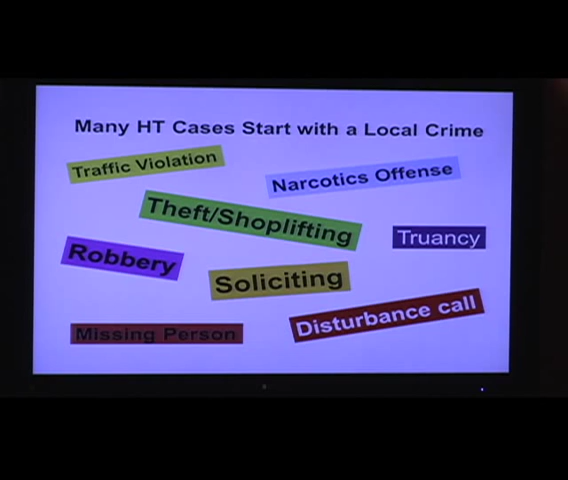 Many HT Cases Start with a Local Crime
Traffic Violation
Narcotics Offense
Theft/Shoplifting
Truancy
Robbery
Soliciting
Disturbance call
Missing Person